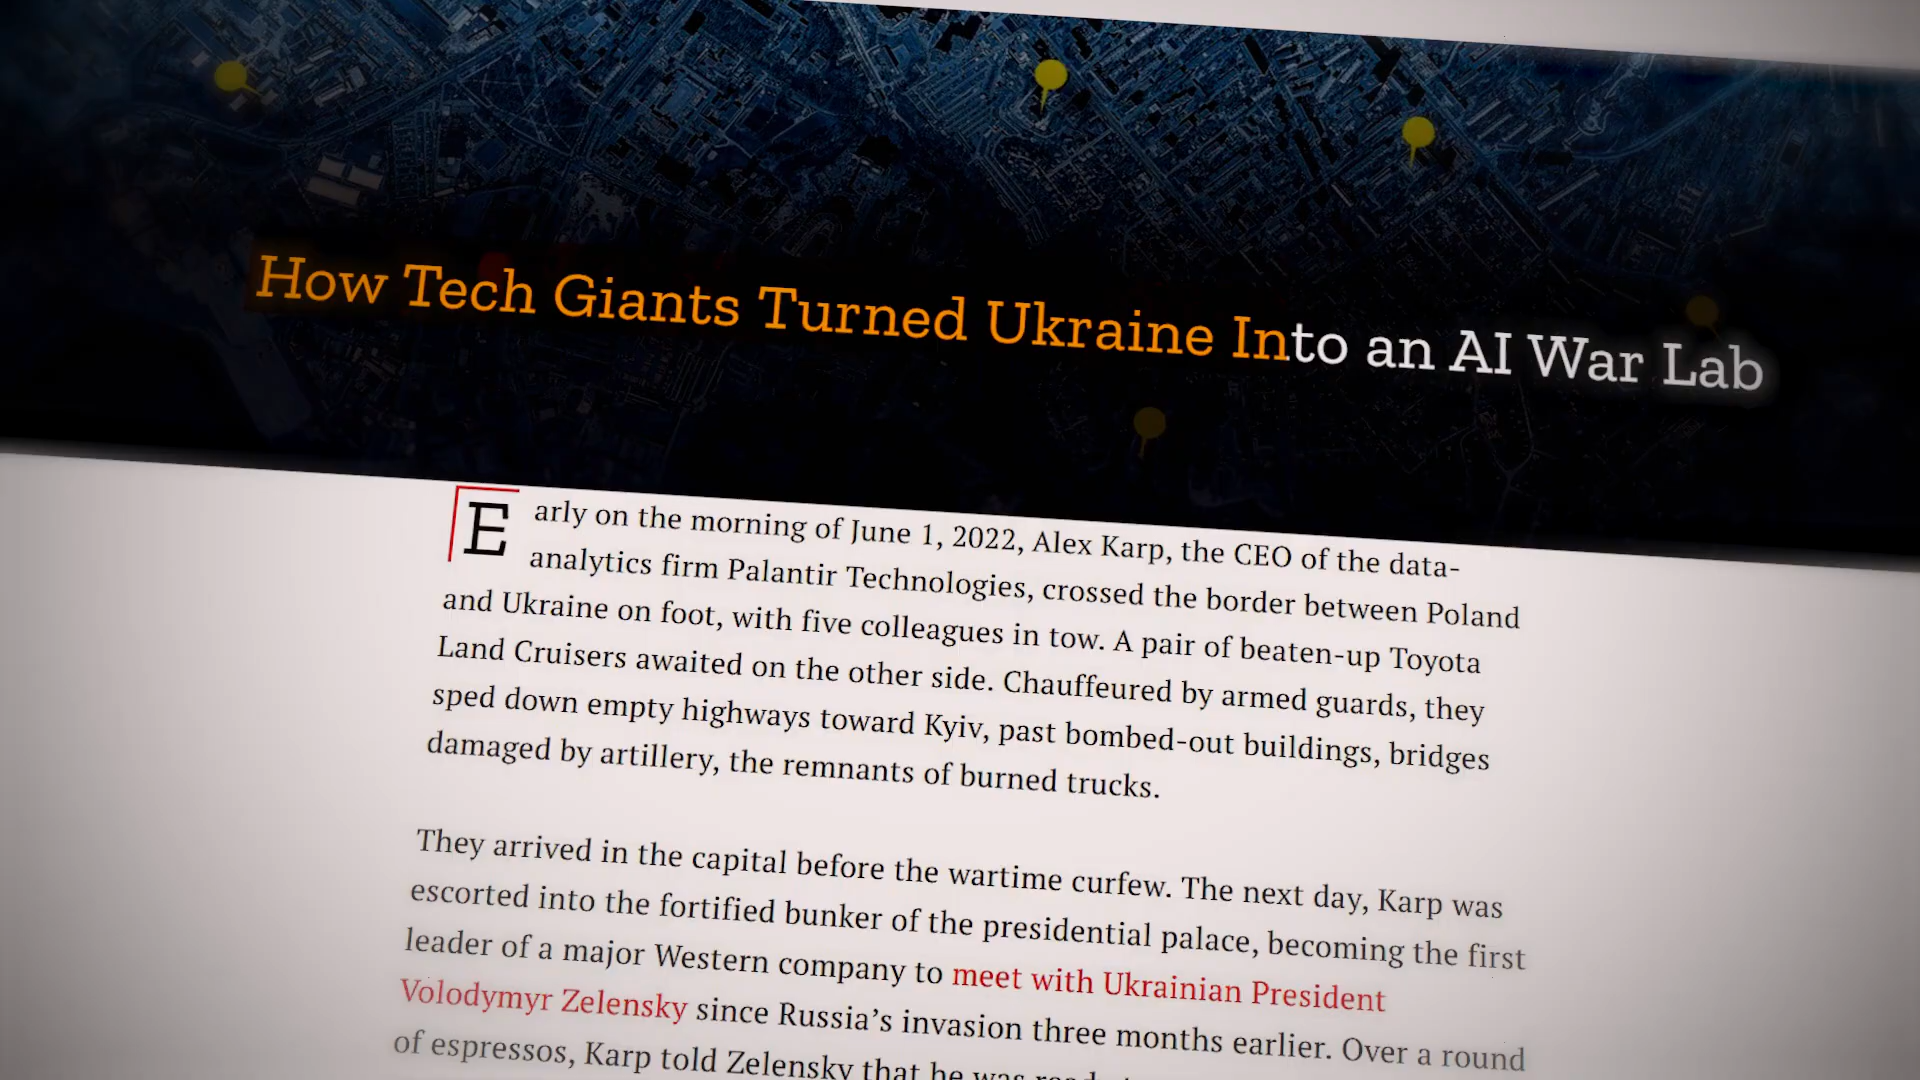 How Tech Giants Turned Ukraine Into an AI War Lab
Early on the morning of June 1, 2022, Alex Karp, the CEO of the data-
analytics firm Palantir Technologies, crossed the border between Poland
and Ukraine on foot, with five colleagues in tow. A pair of beaten-up Toyota
Land Cruisers awaited on the other side. Chauffeured by armed guards, they
sped down empty highways toward Kyiv, past bombed-out buildings, bridges
damaged by artillery, the remnants of burned trucks.
They arrived in the capital before the wartime curfew. The next day, Karp was
escorted into the fortified bunker of the presidential palace, becoming the first
leader of a major Western company to meet with Ukrainian President
Volodymyr Zelensky since Russia’s invasion three months earlier. Over a round
of espressos, Karp told Zelensky that he was